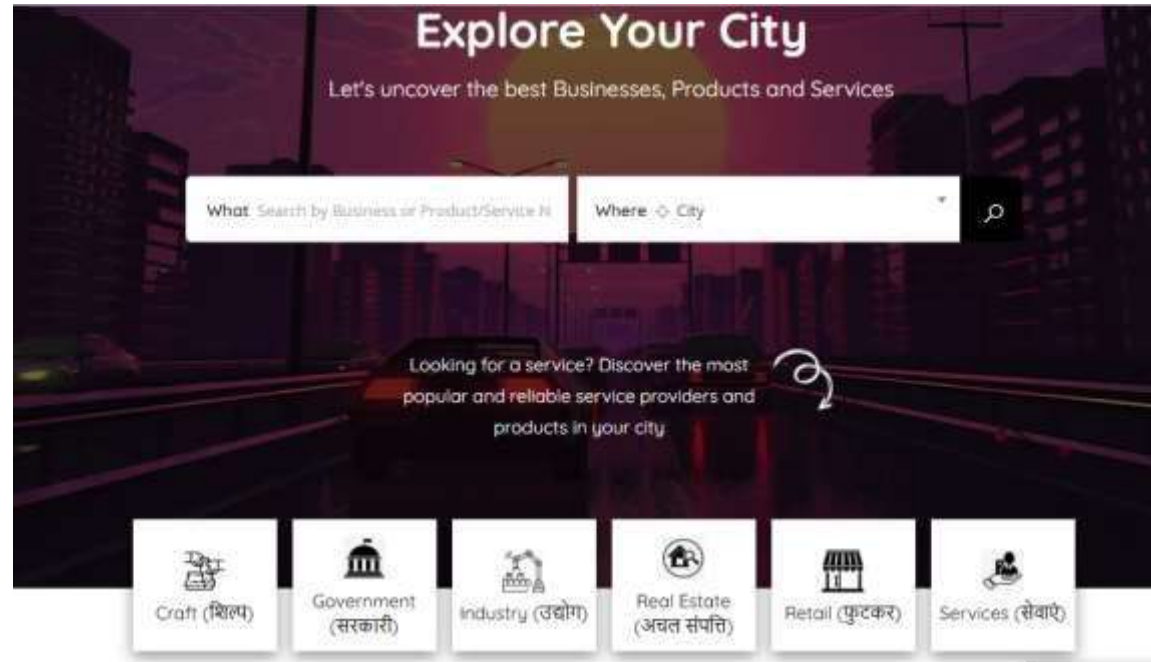 Explore Your City
Let's uncover the best Businesses, Products and Services
What Search by Business or Product/Service N
Where City
Looking for a service? Discover the most
popular and reliable service providers and
products in your city
Craft (शिल्प)
Government
(सरकारी)
Industry (उद्योग)
Real Estate
(अचल संपत्ति)
Retail (फुटकर)
Services (सेवाएं)